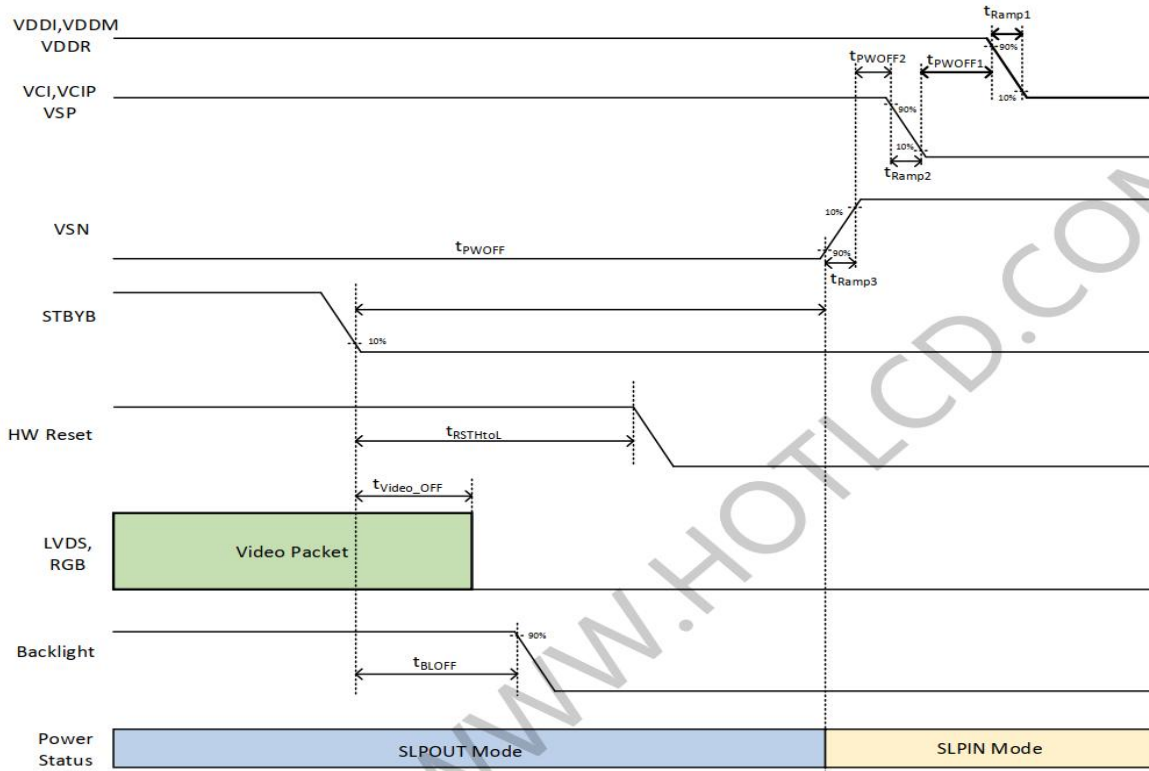 VDDI,VDDM
VDDR
tRamp1
90%
10%
tPWOFF2
tPWOFF1
VCI,VCIP
VSP
90%
10%
tRamp2
VSN
10%
90%
tPWOFF
tRamp3
STBYB
10%
HW Reset
tRSTHtoL
tVideo_OFF
LVDS,
RGB
Video Packet
Backlight
90%
tBLOFF
Power
Status
SLPOUT Mode
SLPIN Mode
WWW.HOTLCD.COM